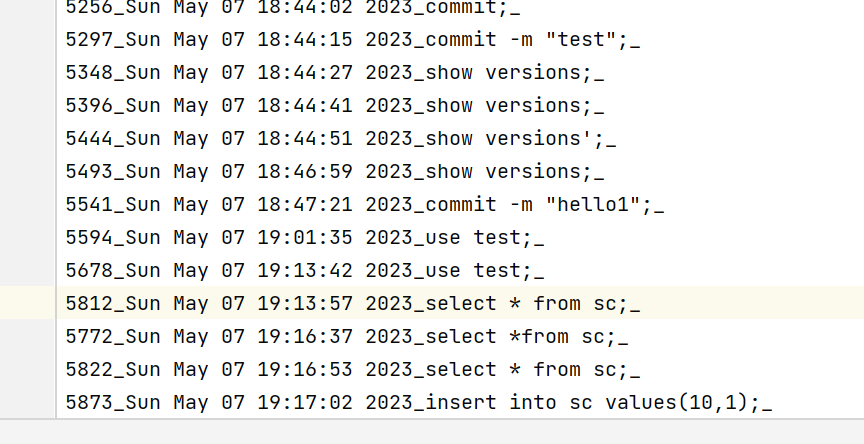 5256_Sun May 07 18:44:02 2023_commit;_
5297_Sun May 07 18:44:15 2023_commit -m "test";_
5348_Sun May 07 18:44:27 2023_show versions;_
5396_Sun May 07 18:44:41 2023_show versions;_
5444_Sun May 07 18:44:51 2023_show versions';_
5493_Sun May 07 18:46:59 2023_show versions;_
5541_Sun May 07 18:47:21 2023_commit -m "hello1";_
5594_Sun May 07 19:01:35 2023_use test;_
5678_Sun May 07 19:13:42 2023_use test;_
5812_Sun May 07 19:13:57 2023_select * from sc;_
5772_Sun May 07 19:16:37 2023_select *from sc;_
5822_Sun May 07 19:16:53 2023_select * from sc;_
5873_Sun May 07 19:17:02 2023_insert into sc values(10,1);_